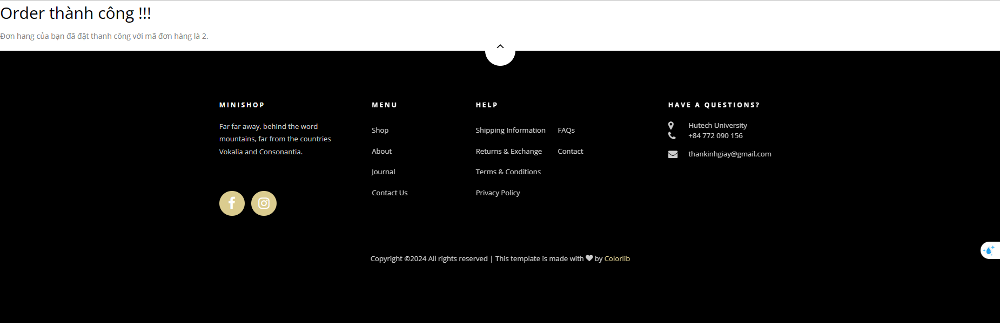 Order thành công !!!
Đơn hang của bạn đã đặt thanh công với mã đơn hàng là 2.
MINISHOP
Far far away, behind the word
mountains, far from the countries
Vokalia and Consonantia.
MENU
Shop
About
Journal
Contact Us
HELP
Shipping Information
Returns & Exchange
Terms & Conditions
Privacy Policy
FAQs
Contact
HAVE A QUESTIONS?
Hutech University
+84 772 090 156
thankinhgiay@gmail.com
Copyright ©2024 All rights reserved | This template is made with ♥ by Colorlib